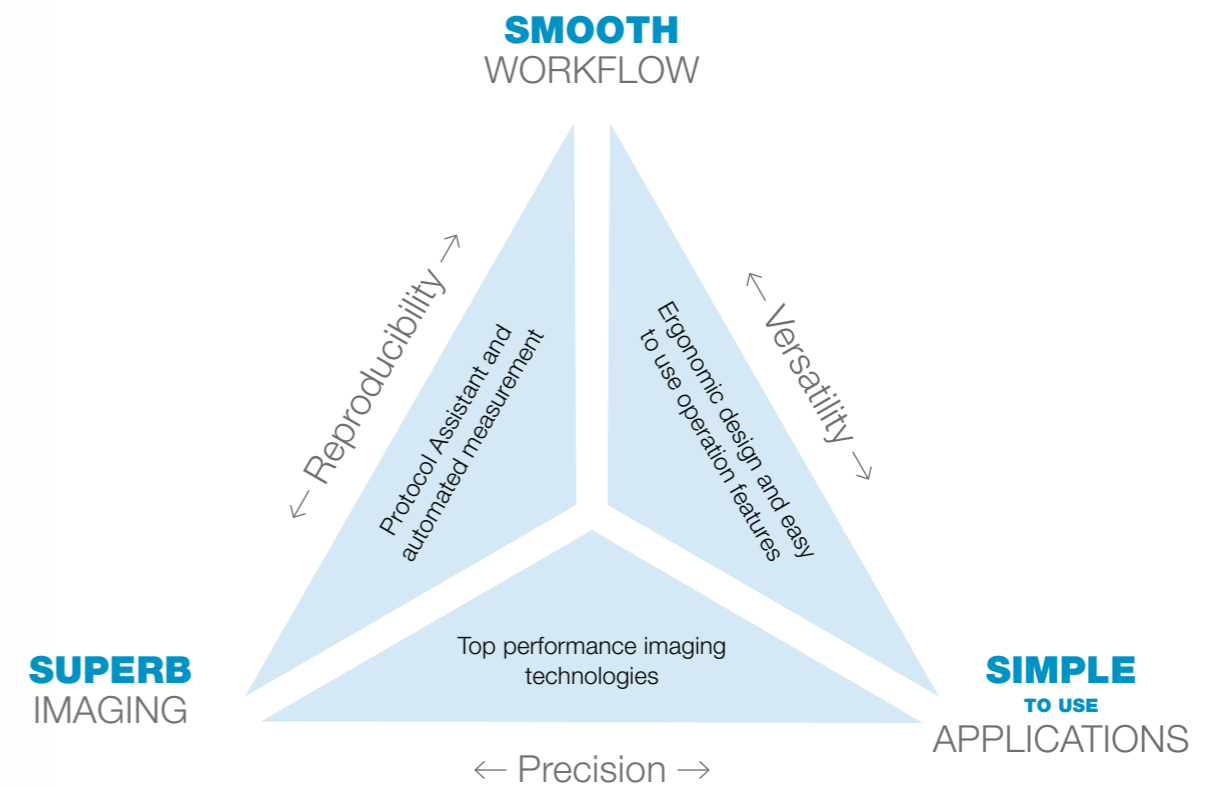 SMOOTH
WORKFLOW
← Reproducibility →
Protocol Assistant and
automated measurement
← Versatility →
Ergonomic design and easy
to use operation features
Top performance imaging
technologies
SUPERB
IMAGING
SIMPLE
TO USE
APPLICATIONS
← Precision →